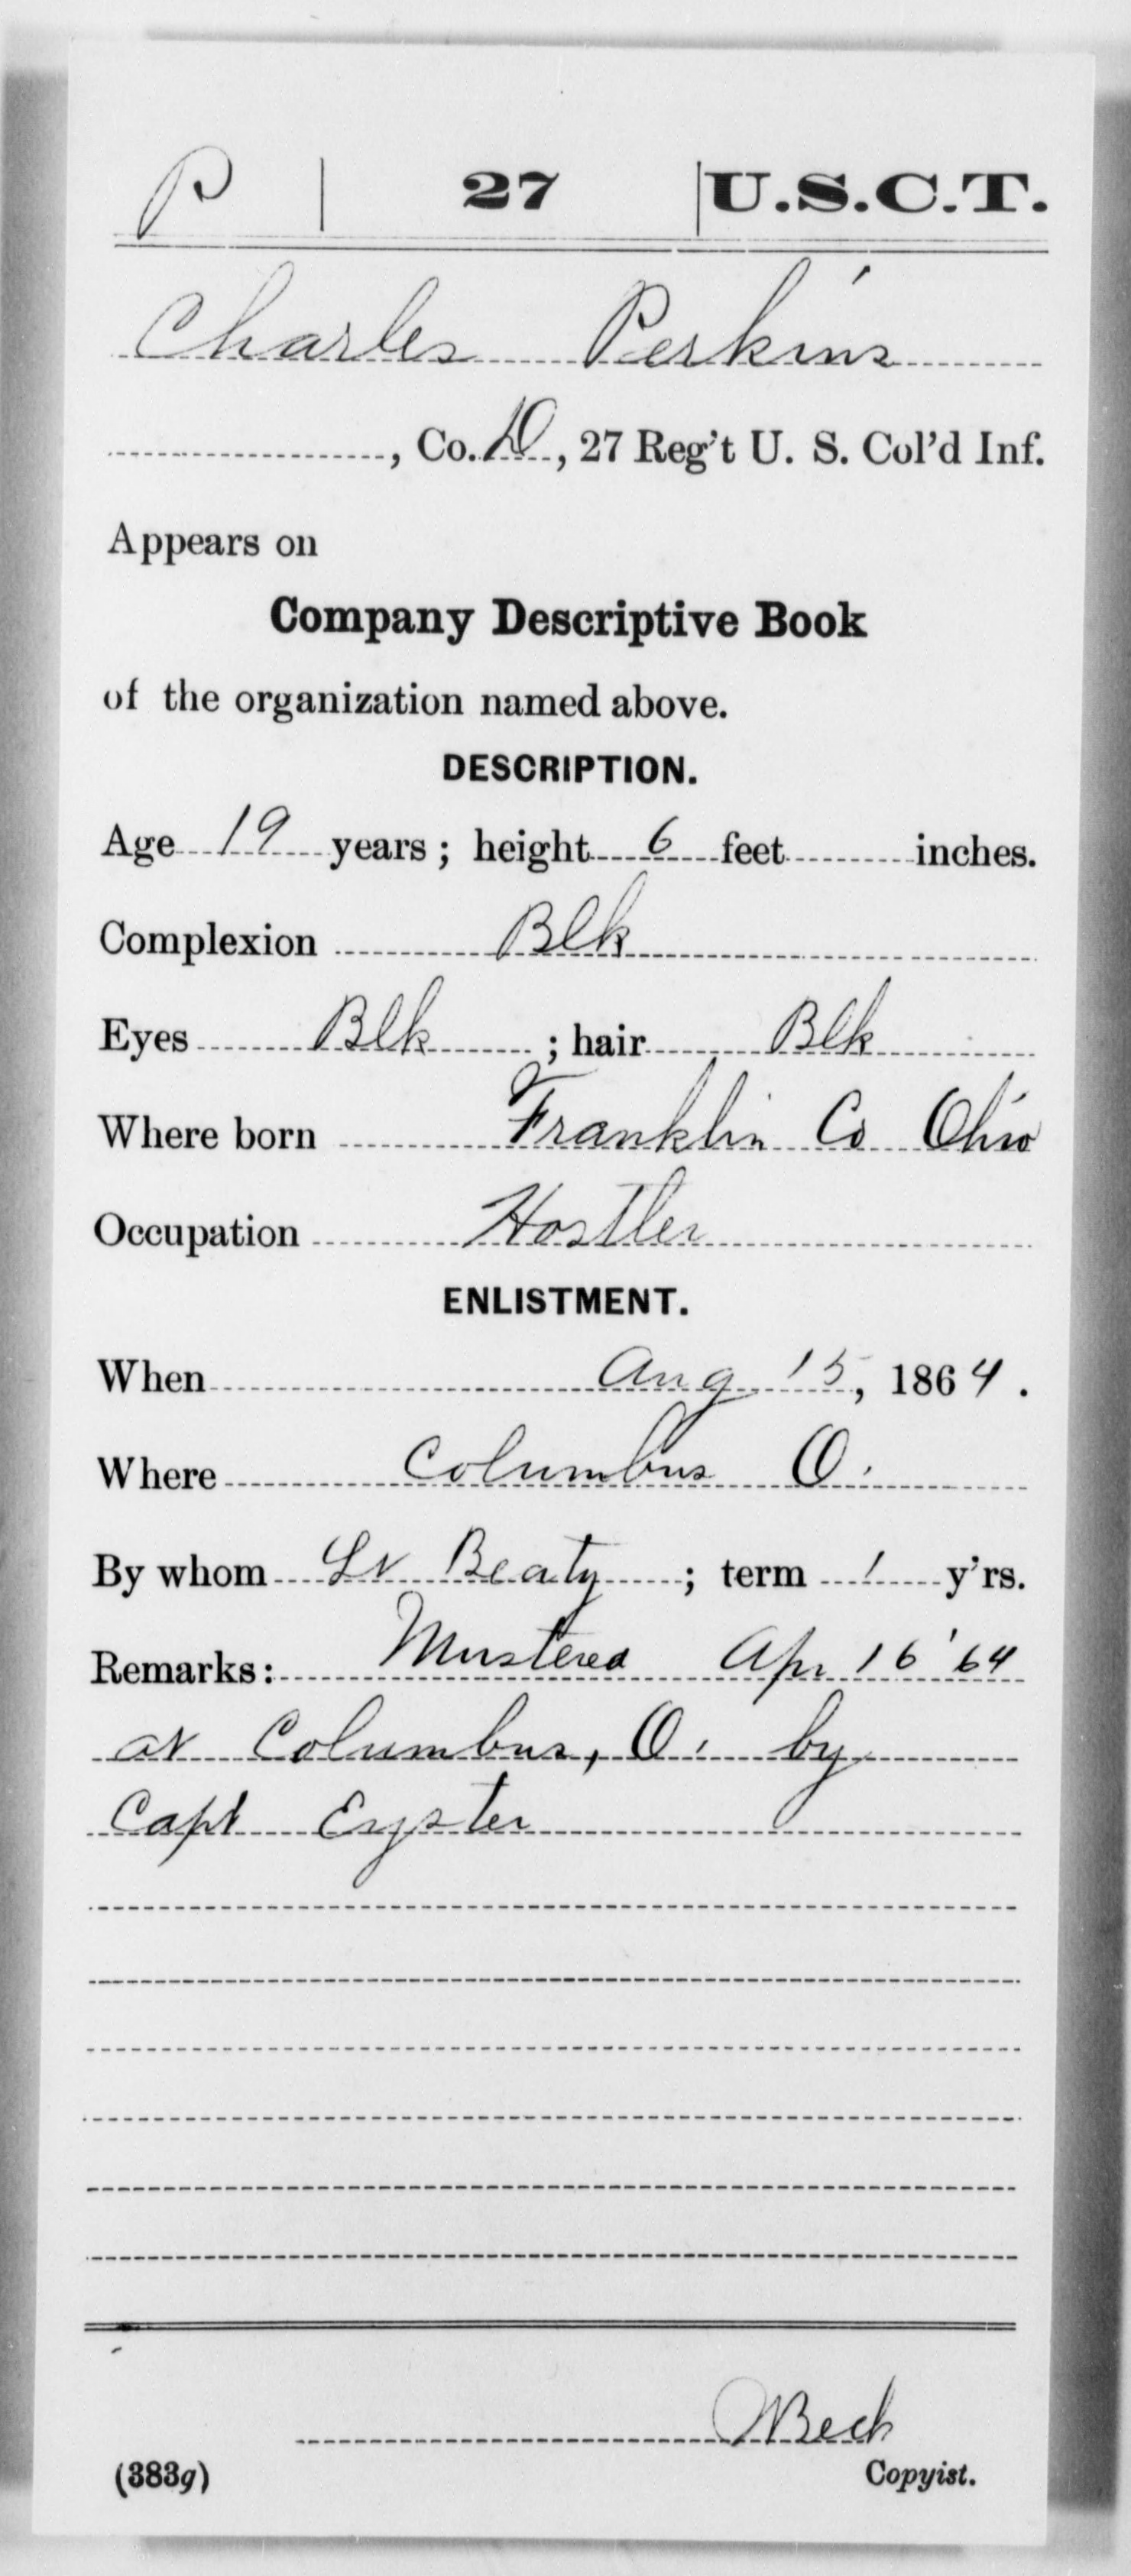 P | 27 | U.S.C.T.
Charles Perkins
, Co. D, 27 Reg't U. S. Col'd Inf.
Appears on
Company Descriptive Book
of the organization named above.
DESCRIPTION.
Age 19 years; height 6 feet inches.
Complexion Blk
Eyes Blk ; hair Blk
Where born Franklin Co Ohio
Occupation Hostler
ENLISTMENT.
When Aug 15, 1864.
Where Columbus O.
By whom Lt Beaty ; term 1 y'rs.
Remarks: Mustered Apr 16 '64
at Columbus, O. by
Capt Eyster
Beck
(383g) Copyist.